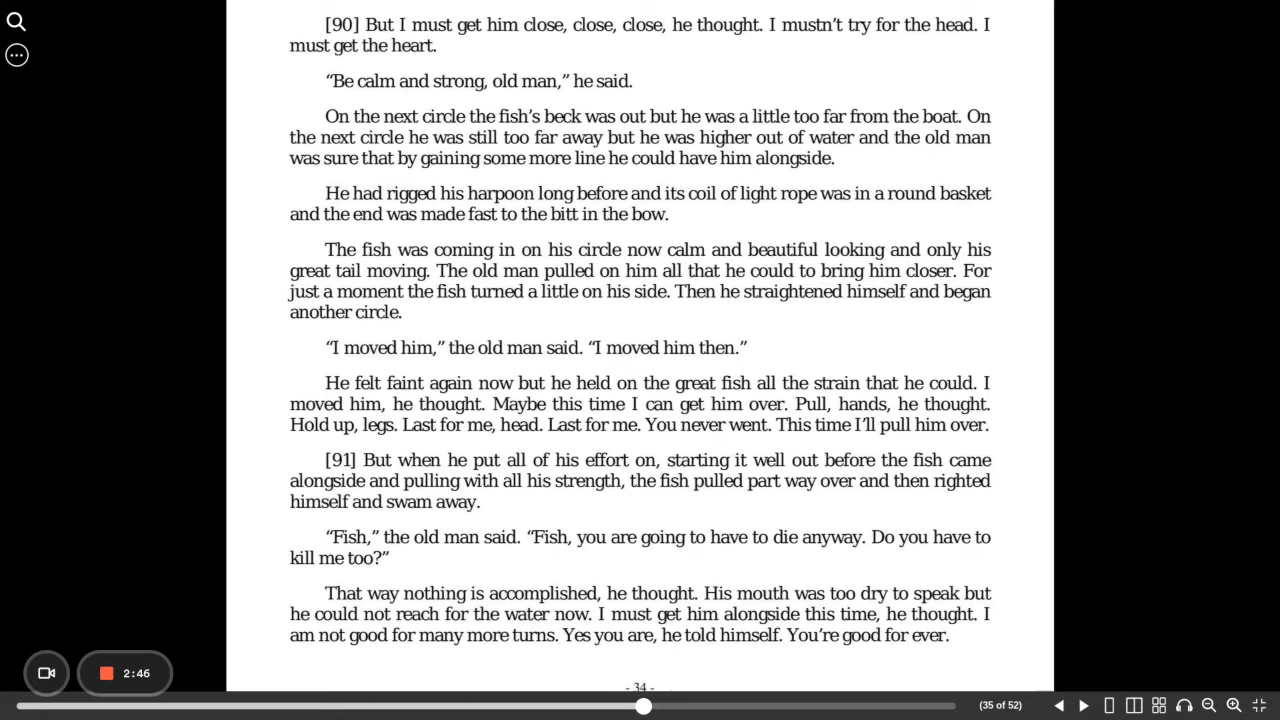 [90] But I must get him close, close, close, he thought. I mustn’t try for the head. I
must get the heart.
“Be calm and strong, old man,” he said.
On the next circle the fish’s beck was out but he was a little too far from the boat. On
the next circle he was still too far away but he was higher out of water and the old man
was sure that by gaining some more line he could have him alongside.
He had rigged his harpoon long before and its coil of light rope was in a round basket
and the end was made fast to the bitt in the bow.
The fish was coming in on his circle now calm and beautiful looking and only his
great tail moving. The old man pulled on him all that he could to bring him closer. For
just a moment the fish turned a little on his side. Then he straightened himself and began
another circle.
“I moved him,” the old man said. “I moved him then.”
He felt faint again now but he held on the great fish all the strain that he could. I
moved him, he thought. Maybe this time I can get him over. Pull, hands, he thought.
Hold up, legs. Last for me, head. Last for me. You never went. This time I’ll pull him over.
[91] But when he put all of his effort on, starting it well out before the fish came
alongside and pulling with all his strength, the fish pulled part way over and then righted
himself and swam away.
“Fish,” the old man said. “Fish, you are going to have to die anyway. Do you have to
kill me too?”
That way nothing is accomplished, he thought. His mouth was too dry to speak but
he could not reach for the water now. I must get him alongside this time, he thought. I
am not good for many more turns. Yes you are, he told himself. You’re good for ever.
- 34 -
2:46
(35 of 52)